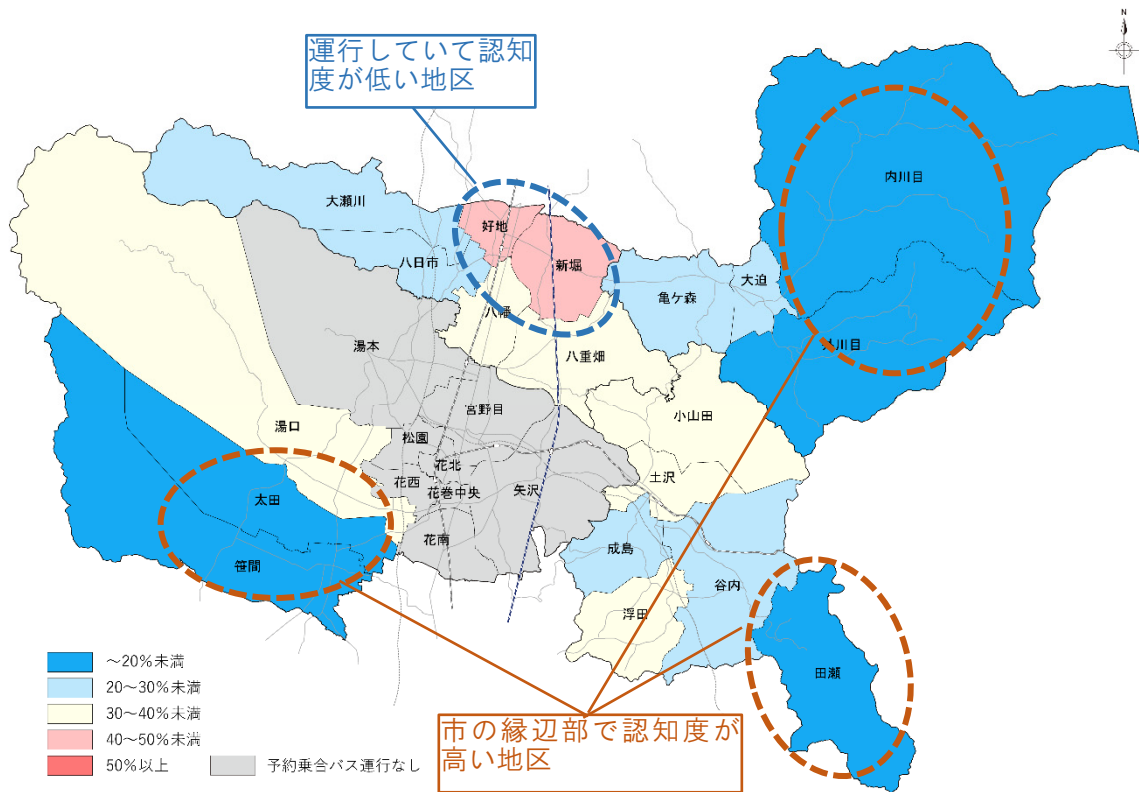 N
運行していて認知
度が低い地区
内川目
大瀬川
好地
新堀
八日市
大迫
亀ケ森
八幡
外川目
湯本
八重畑
宮野目
小山田
湯口
松園
花北
土沢
花西
太田
花巻中央
矢沢
花南
成島
笹間
谷内
浮田
田瀬
～20%未満
20～30%未満
30～40%未満
40～50%未満
50%以上
予約乗合バス運行なし
市の縁辺部で認知度が
高い地区